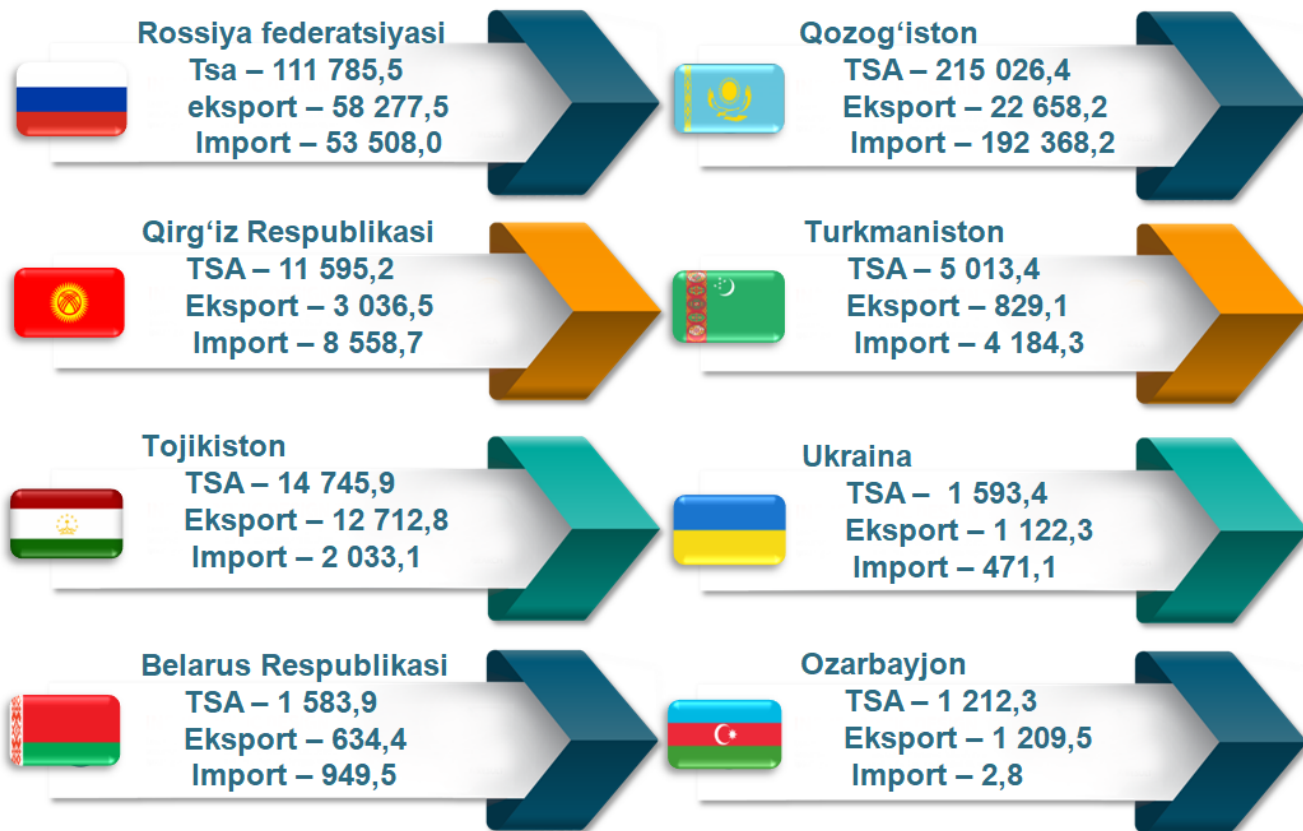 Rossiya federatsiyasi
Tsa – 111 785,5
eksport – 58 277,5
Import – 53 508,0
Qozog‘iston
TSA – 215 026,4
Eksport – 22 658,2
Import – 192 368,2
Qirg‘iz Respublikasi
TSA – 11 595,2
Eksport – 3 036,5
Import – 8 558,7
Turkmaniston
TSA – 5 013,4
Eksport – 829,1
Import – 4 184,3
Tojikiston
TSA – 14 745,9
Eksport – 12 712,8
Import – 2 033,1
Ukraina
TSA – 1 593,4
Eksport – 1 122,3
Import – 471,1
Belarus Respublikasi
TSA – 1 583,9
Eksport – 634,4
Import – 949,5
Ozarbayjon
TSA – 1 212,3
Eksport – 1 209,5
Import – 2,8